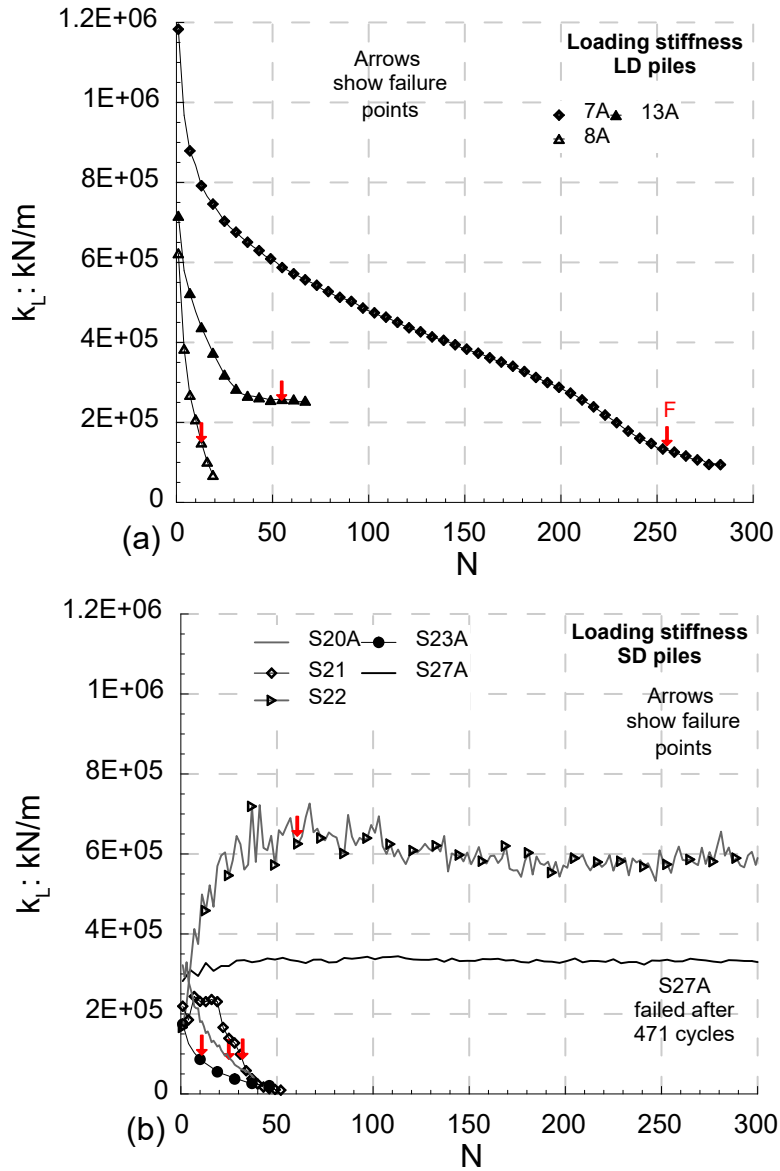 1.2E+06
Arrows
show failure
points
Loading stiffness
LD piles
1E+06
7A 13A
8A
8E+05
6E+05
4E+05
2E+05
0
k_L: kN/m
F
0 50 100 150 200 250 300
(a)
N
1.2E+06
S20A S23A
S21 S27A
S22
Loading stiffness
SD piles
Arrows
show failure
points
1E+06
8E+05
6E+05
4E+05
2E+05
0
k_L: kN/m
S27A
failed after
471 cycles
0 50 100 150 200 250 300
(b)
N